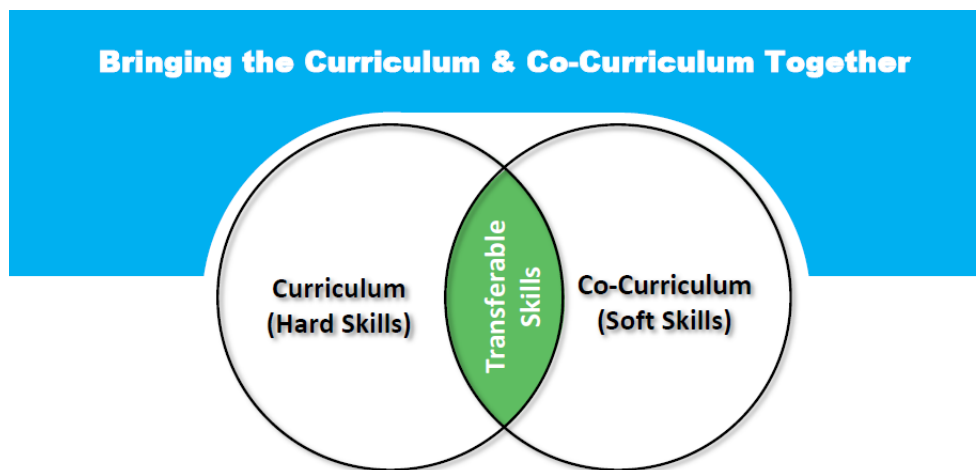 Bringing the Curriculum & Co-Curriculum Together
Curriculum
(Hard Skills)
Transferable
Skills
Co-Curriculum
(Soft Skills)